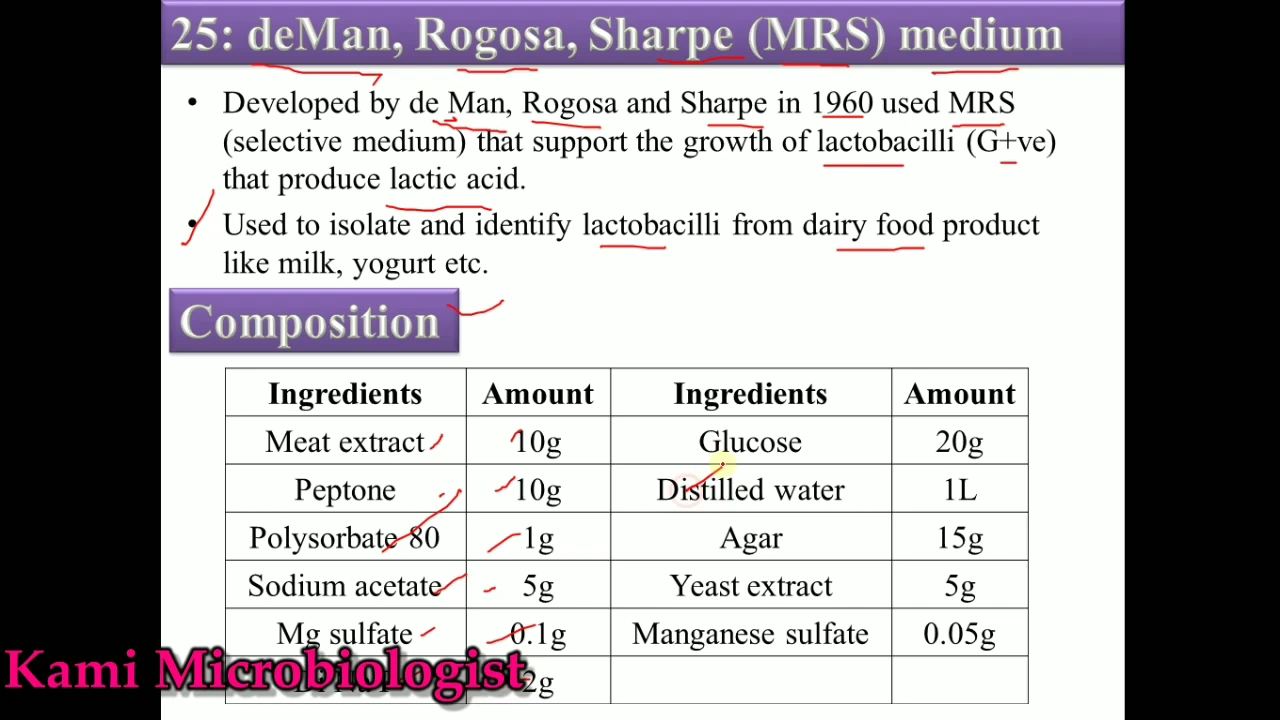 25: deMan, Rogosa, Sharpe (MRS) medium
• Developed by de Man, Rogosa and Sharpe in 1960 used MRS
(selective medium) that support the growth of lactobacilli (G+ve)
that produce lactic acid.
• Used to isolate and identify lactobacilli from dairy food product
like milk, yogurt etc.
Composition
Ingredients Amount Ingredients Amount
Meat extract 10g Glucose 20g
Peptone 10g Distilled water 1L
Polysorbate 80 1g Agar 15g
Sodium acetate 5g Yeast extract 5g
Mg sulfate 0.1g Manganese sulfate 0.05g
2g
Kami Microbiologist